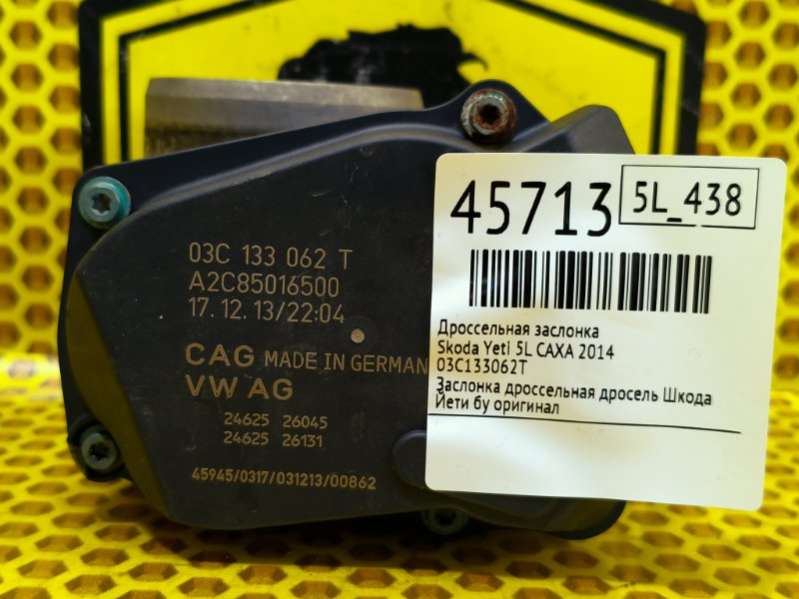 03C 133 062 T
A2C85016500
17.12.13/22:04
CAG MADE IN GERMAN
VW AG
24625 26045
24625 26131
45945/0317/031213/00862
45713
5L_438
Дроссельная заслонка
Skoda Yeti 5L CAXA 2014
03C133062T
Заслонка дроссельная дросель Шкода
Йети бу оригинал